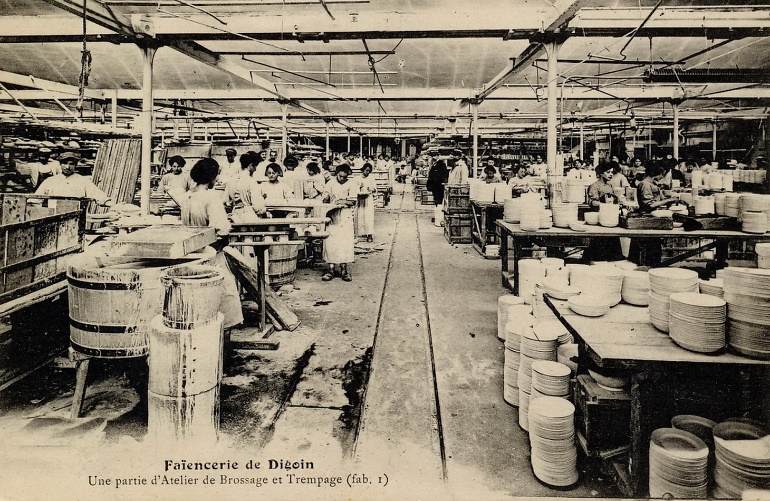 Faïencerie de Digoin
Une partie d'Atelier de Brossage et Trempage (fab. 1)